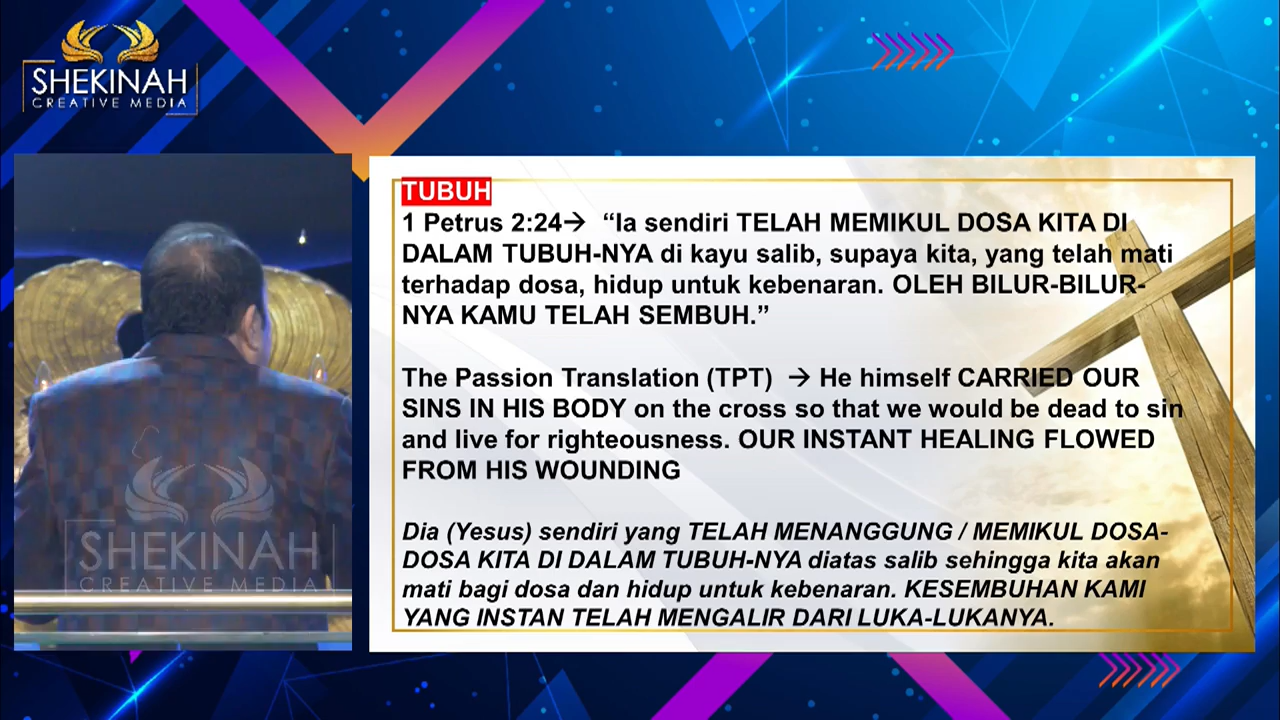 SHEKINAH
CREATIVE MEDIA
TUBUH
1 Petrus 2:24→ “Ia sendiri TELAH MEMIKUL DOSA KITA DI
DALAM TUBUH-NYA di kayu salib, supaya kita, yang telah mati
terhadap dosa, hidup untuk kebenaran. OLEH BILUR-BILUR-
NYA KAMU TELAH SEMBUH.”
The Passion Translation (TPT) → He himself CARRIED OUR
SINS IN HIS BODY on the cross so that we would be dead to sin
and live for righteousness. OUR INSTANT HEALING FLOWED
FROM HIS WOUNDING
Dia (Yesus) sendiri yang TELAH MENANGGUNG / MEMIKUL DOSA-
DOSA KITA DI DALAM TUBUH-NYA diatas salib sehingga kita akan
mati bagi dosa dan hidup untuk kebenaran. KESEMBUHAN KAMI
YANG INSTAN TELAH MENGALIR DARI LUKA-LUKANYA.
SHEKINAH
CREATIVE MEDIA